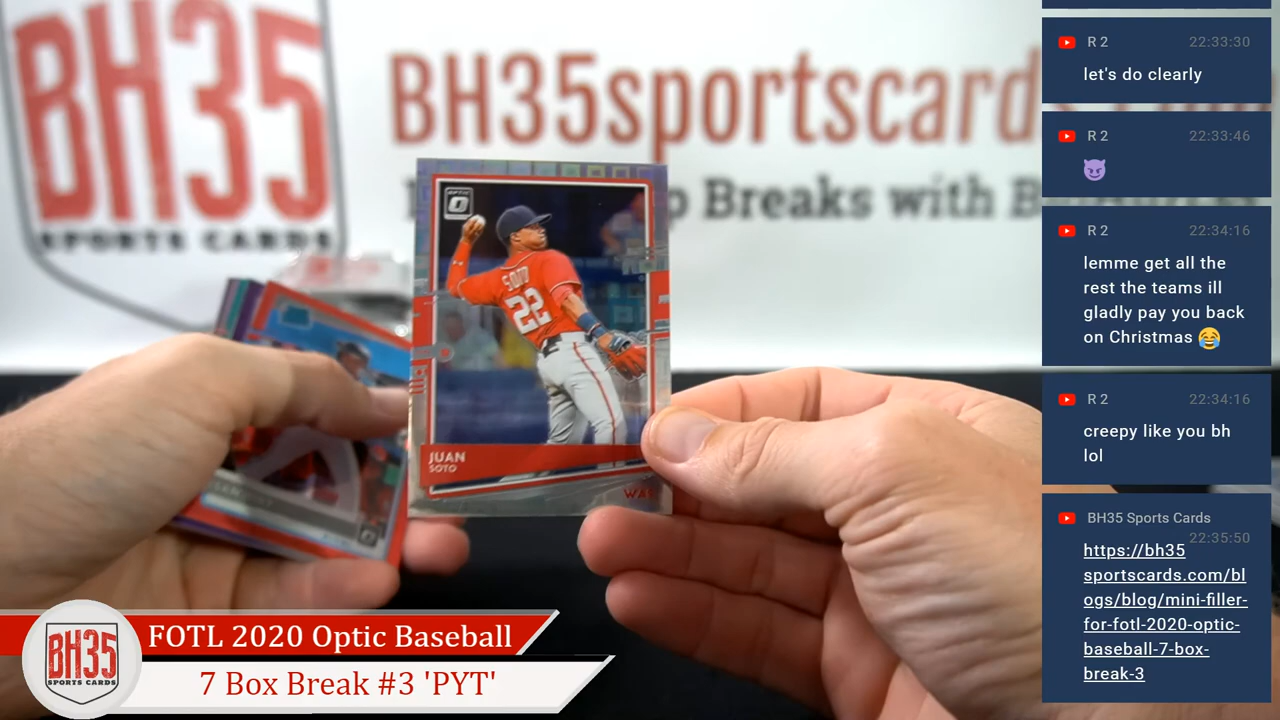 BH35
SPORTS CARDS
BH35sportscard
Breaks with B
OPTIC
SOTO
22
JUAN
SOTO
WAS
FOTL 2020 Optic Baseball
7 Box Break #3 'PYT'
BH35
SPORTS CARDS
R 2 22:33:30
let's do clearly
R 2 22:33:46
😈
R 2 22:34:16
lemme get all the
rest the teams ill
gladly pay you back
on Christmas 😂
R 2 22:34:16
creepy like you bh
lol
BH35 Sports Cards
22:35:50
https://bh35
sportscards.com/bl
ogs/blog/mini-filler-
for-fotl-2020-optic-
baseball-7-box-
break-3